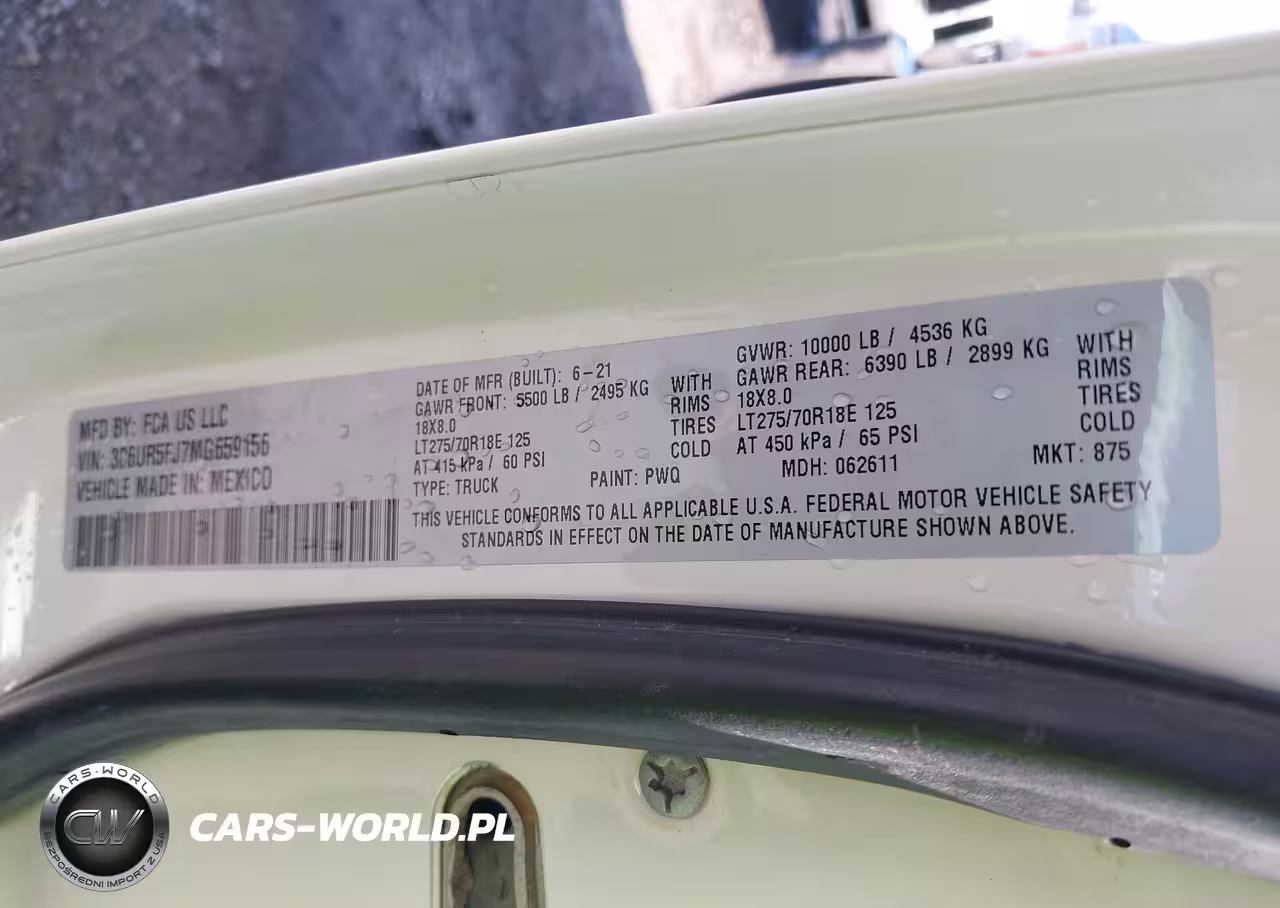 MFD BY: FCA US LLC
VIN: 3C6UR5FJ7MG659156
VEHICLE MADE IN: MEXICO
DATE OF MFR (BUILT): 6-21
GAWR FRONT: 5500 LB / 2495 KG
18X8.0
LT275/70R18E 125
AT 415 kPa / 60 PSI
TYPE: TRUCK
WITH
RIMS
TIRES
COLD
PAINT: PWQ
GVWR: 10000 LB / 4536 KG
GAWR REAR: 6390 LB / 2899 KG
18X8.0
LT275/70R18E 125
AT 450 kPa / 65 PSI
MDH: 062611
WITH
RIMS
TIRES
COLD
MKT: 875
THIS VEHICLE CONFORMS TO ALL APPLICABLE U.S.A. FEDERAL MOTOR VEHICLE SAFETY
STANDARDS IN EFFECT ON THE DATE OF MANUFACTURE SHOWN ABOVE.
CARS-WORLD
CW
BEZPOŚREDNI IMPORT Z USA
CARS-WORLD.PL